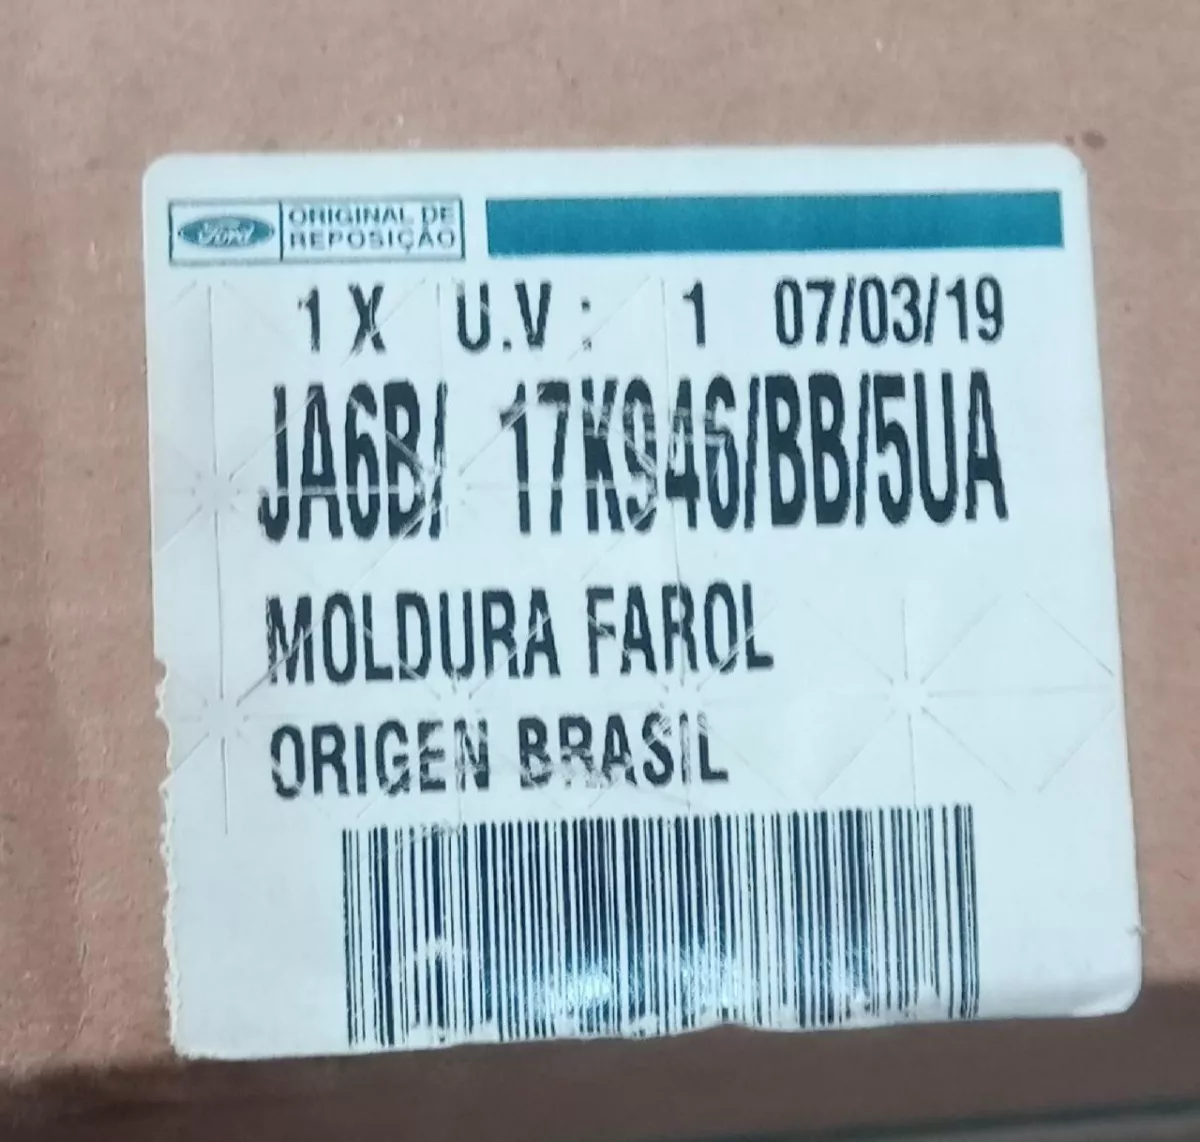 Ford
ORIGINAL DE
REPOSIÇÃO
1 X U.V : 1 07/03/19
JA6B/ 17K946/BB/5UA
MOLDURA FAROL
ORIGEN BRASIL